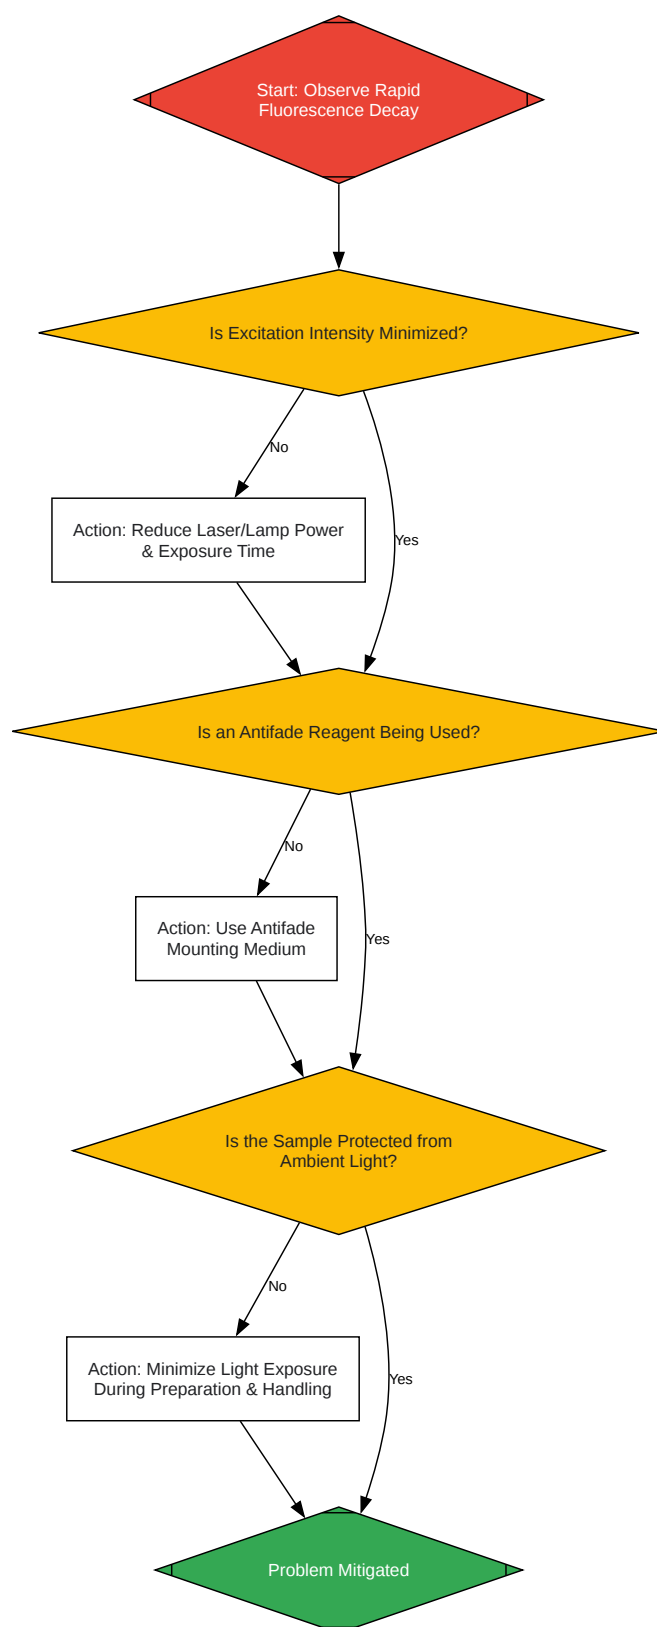 Start: Observe Rapid
Fluorescence Decay
Is Excitation Intensity Minimized?
No
Action: Reduce Laser/Lamp Power
& Exposure Time
Yes
Is an Antifade Reagent Being Used?
No
Action: Use Antifade
Mounting Medium
Yes
Is the Sample Protected from
Ambient Light?
No
Action: Minimize Light Exposure
During Preparation & Handling
Yes
Problem Mitigated